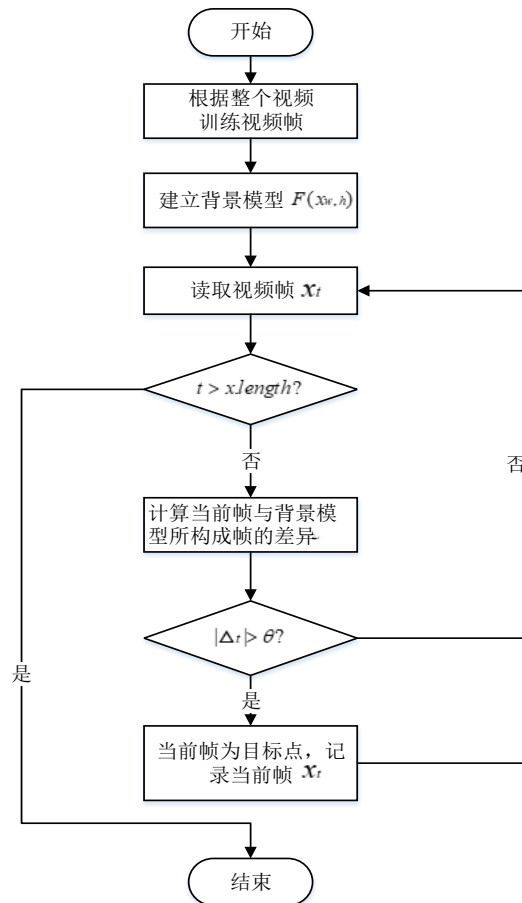 开始
根据整个视频
训练视频帧
建立背景模型 F(xw,h)
读取视频帧 xt
t > x.length?
否
否
计算当前帧与背景模
型所构成帧的差异
|Δt|> θ?
是
是
当前帧为目标点，记
录当前帧 xt
结束